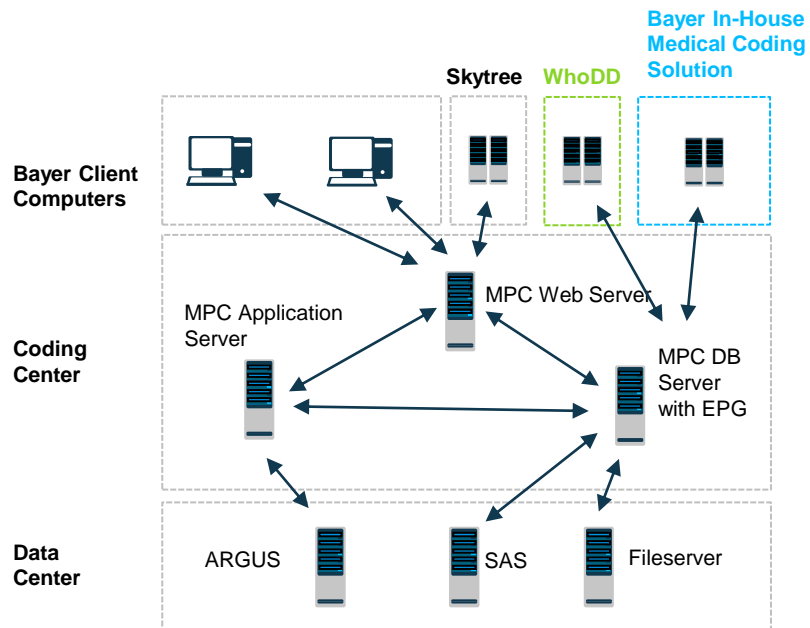 Bayer In-House
Medical Coding
Solution
Skytree
WhoDD
Bayer Client
Computers
MPC Web Server
MPC Application
Server
Coding
Center
MPC DB
Server
with EPG
Data
Center
ARGUS
SAS
Fileserver